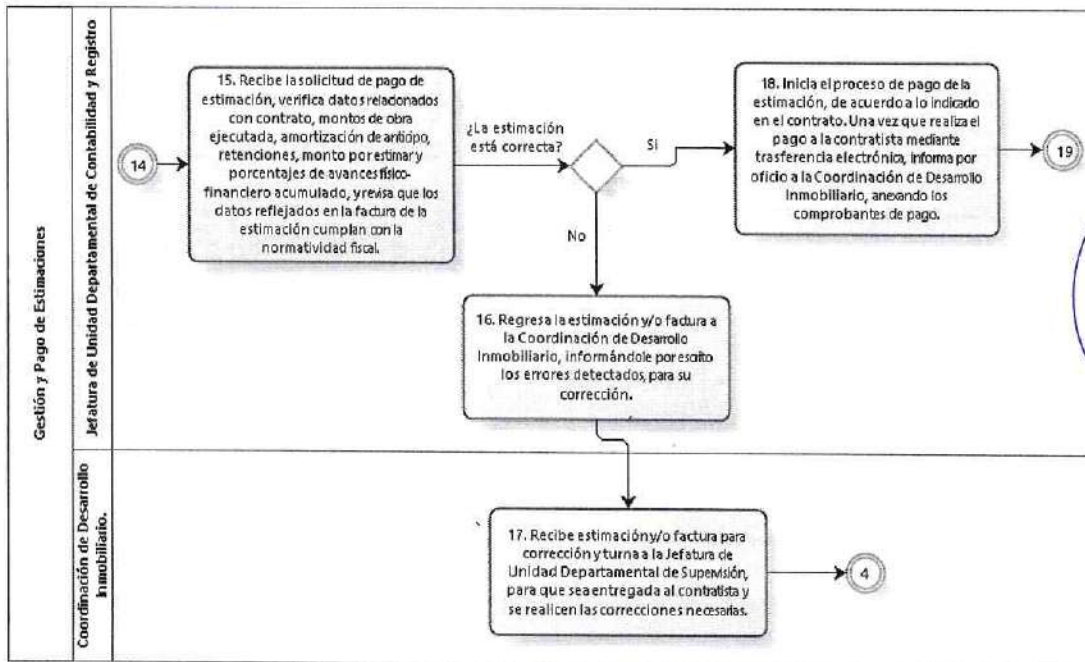 Gestión y Pago de Estimaciones
Jefatura de Unidad Departamental de Contabilidad y Registro
14
15. Recibe la solicitud de pago de
estimación, verifica datos relacionados
con contrato, montos de obra
ejecutada, amortización de anticipo,
retenciones, monto por estimar y
porcentajes de avances físico-
financiero acumulado, y revisa que los
datos reflejados en la factura de la
estimación cumplan con la
normatividad fiscal.
¿La estimación
está correcta?
Si
18. Inicia el proceso de pago de la
estimación, de acuerdo a lo indicado
en el contrato. Una vez que realiza el
pago a la contratista mediante
trasferencia electrónica, informa por
oficio a la Coordinación de Desarrollo
Inmobiliario, anexando los
comprobantes de pago.
19
No
16. Regresa la estimación y/o factura a
la Coordinación de Desarrollo
Inmobiliario, informándole por escrito
los errores detectados, para su
corrección.
Coordinación de Desarrollo
Inmobiliario.
17. Recibe estimación y/o factura para
corrección y turna a la Jefatura de
Unidad Departamental de Supervisión,
para que sea entregada al contratista y
se realicen las correcciones necesarias.
4